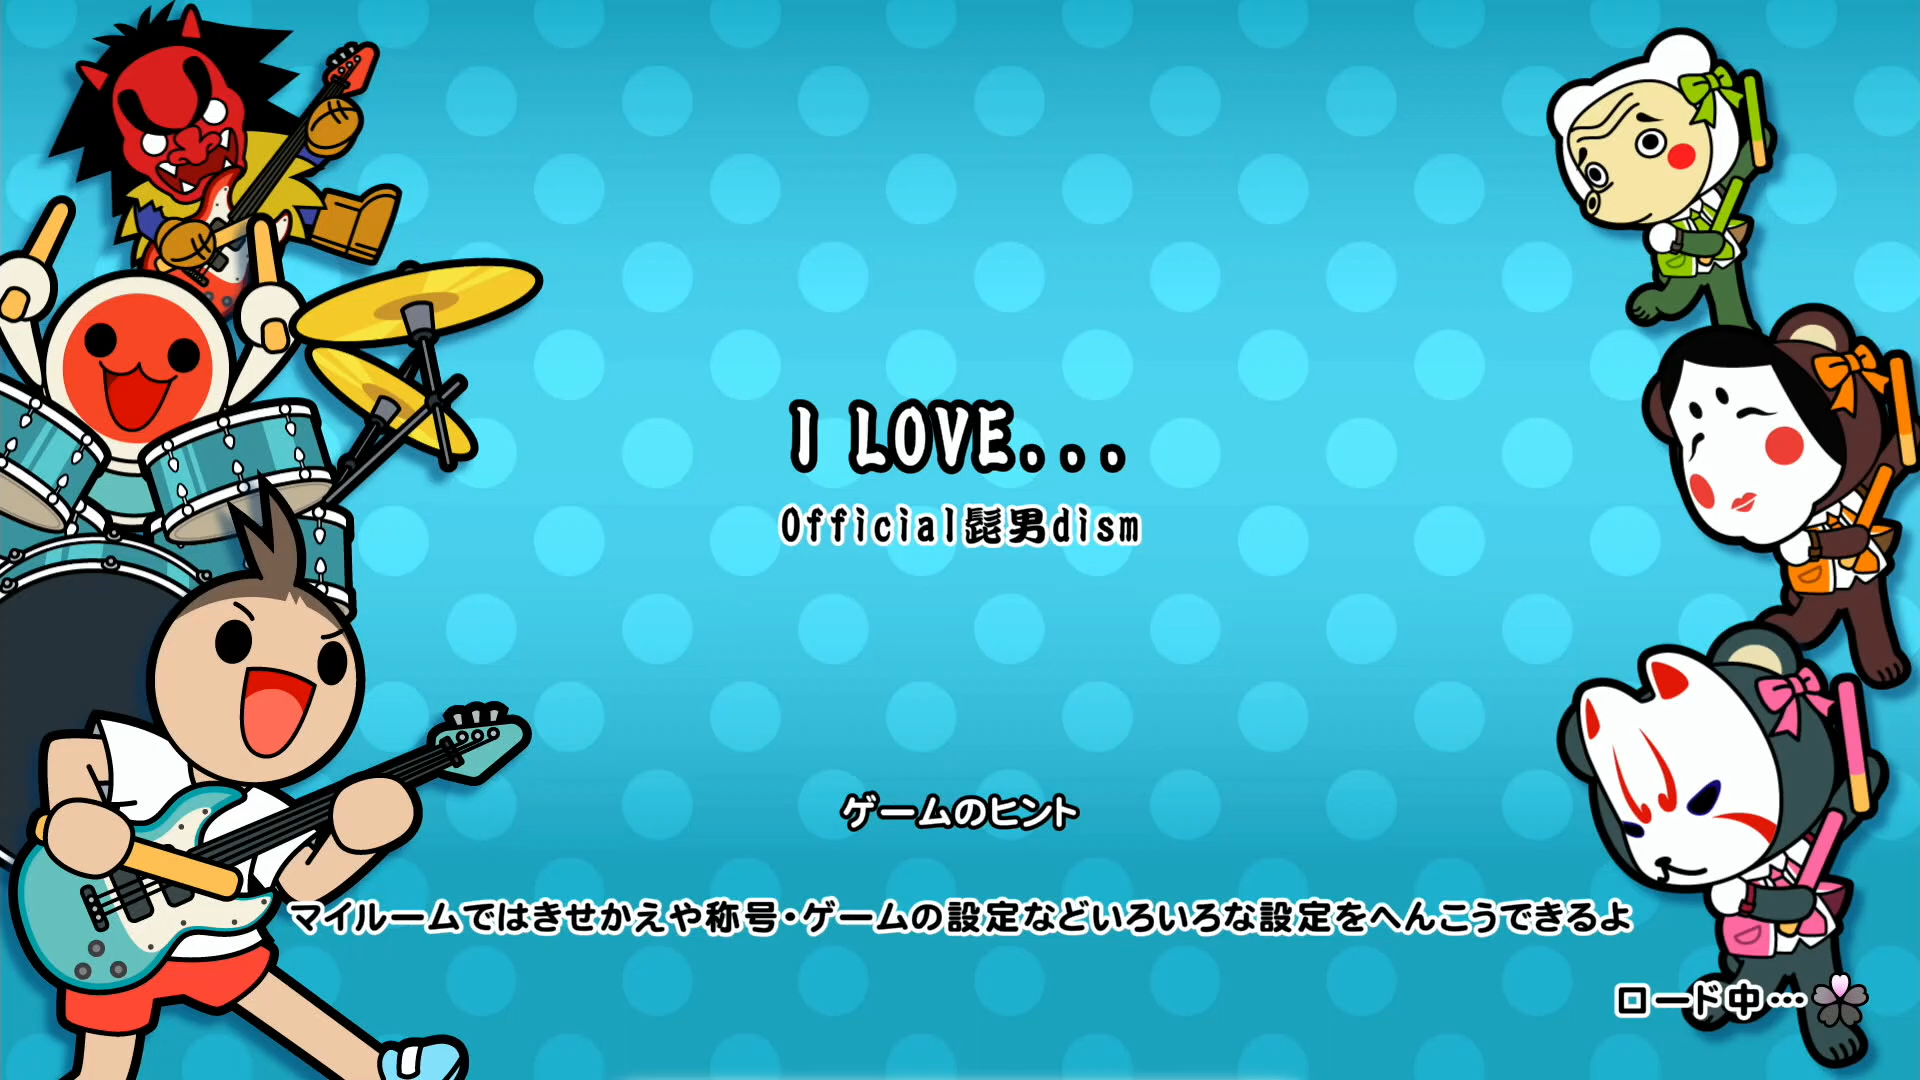 I LOVE...
Official髭男dism
ゲームのヒント
マイルームではきせかえや称号・ゲームの設定などいろいろな設定をへんこうできるよ
ロード中…